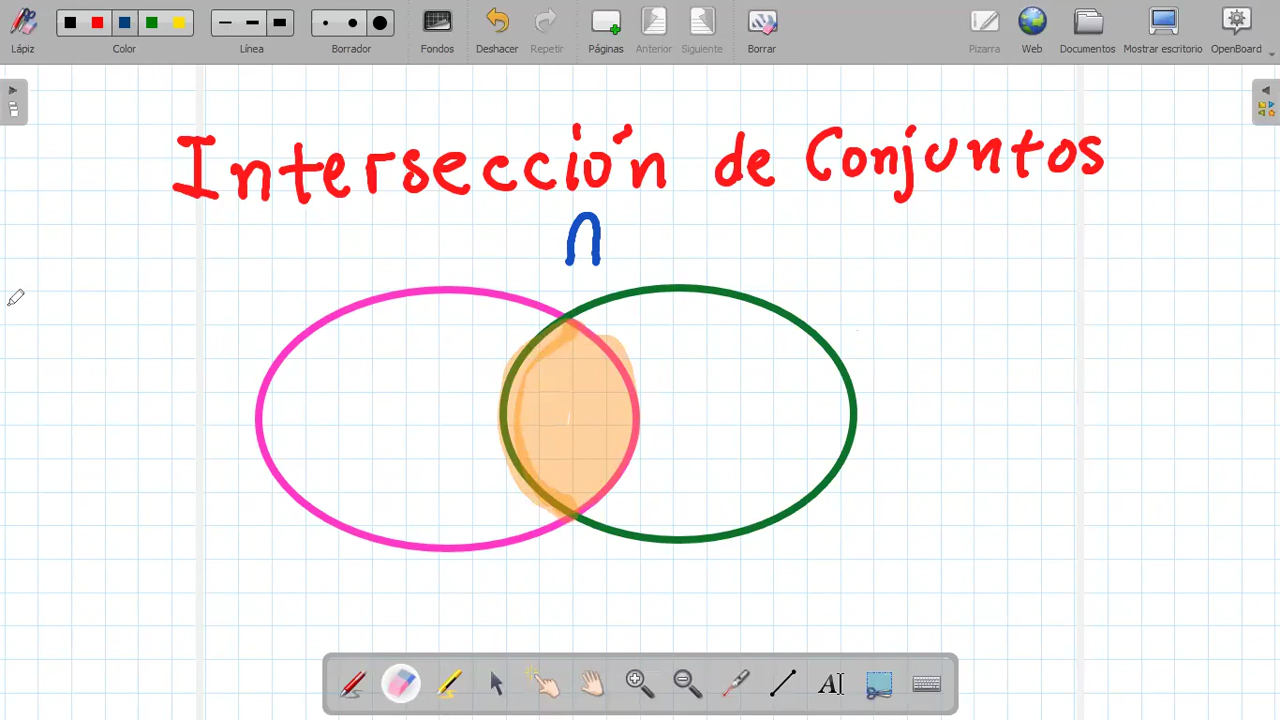 Lápiz Color Línea Borrador Fondos Deshacer Repetir Páginas Anterior Siguiente Borrar Pizarra Web Documentos Mostrar escritorio OpenBoard
Intersección de Conjuntos
∩
AI